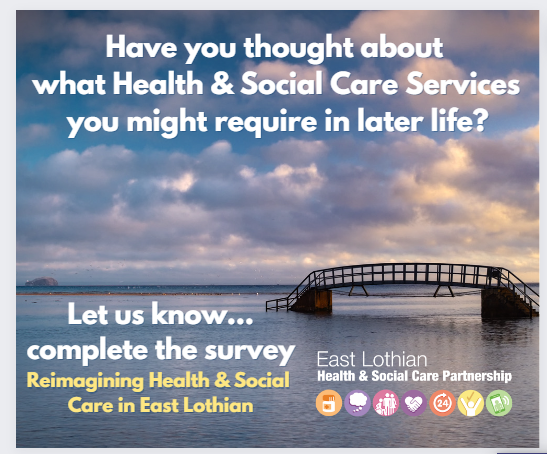 Have you thought about
what Health & Social Care Services
you might require in later life?
Let us know...
complete the survey
Reimagining Health & Social
Care in East Lothian
East Lothian
Health & Social Care Partnership
24